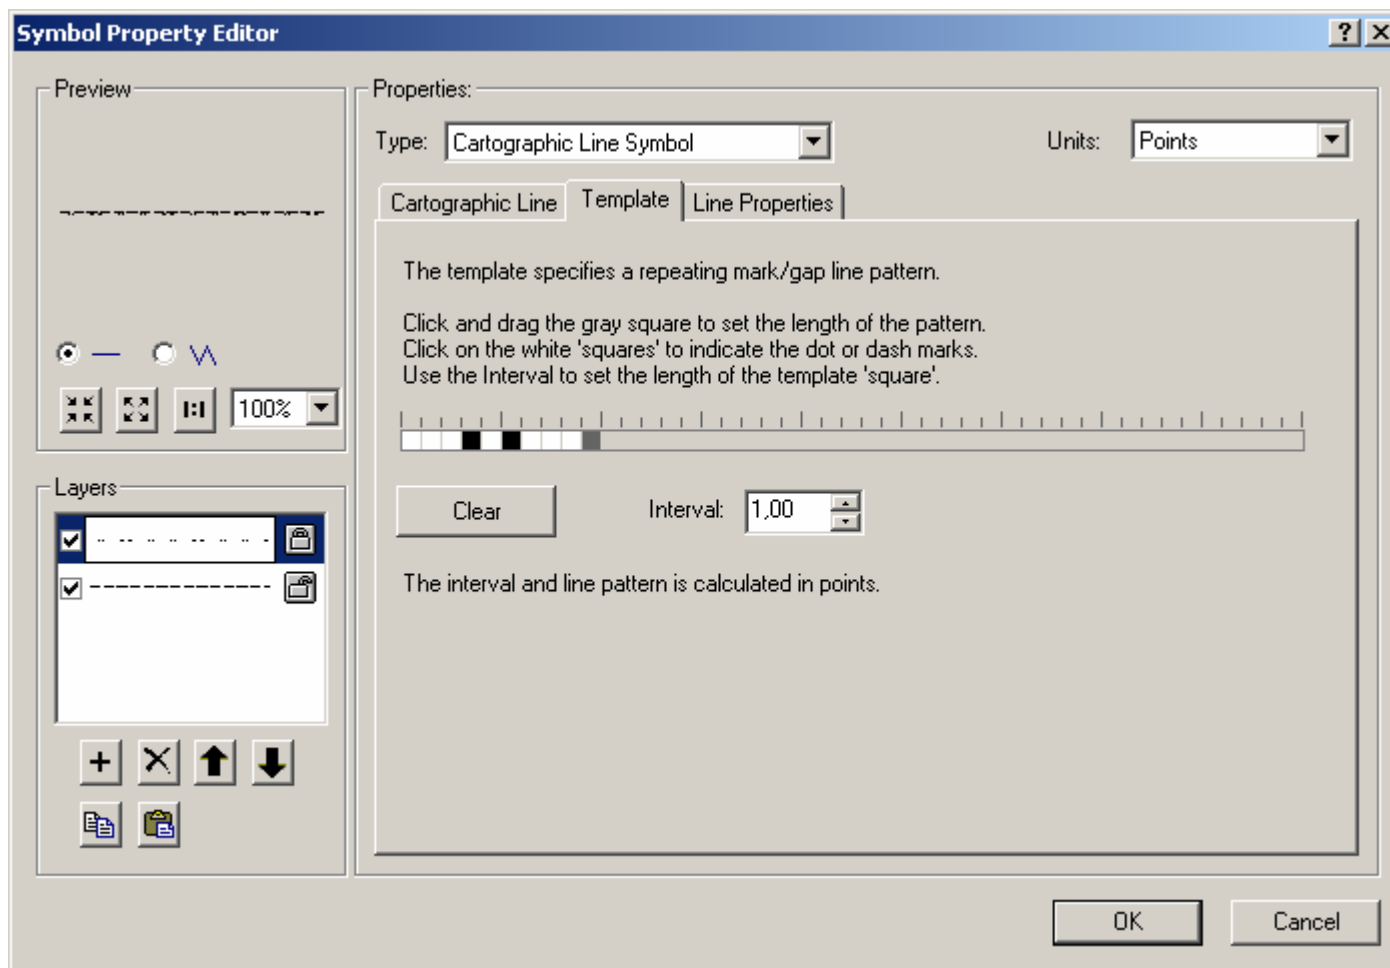 Symbol Property Editor
Preview
100%
Layers
Properties:
Type: Cartographic Line Symbol Units: Points
Cartographic Line Template Line Properties
The template specifies a repeating mark/gap line pattern.
Click and drag the gray square to set the length of the pattern.
Click on the white 'squares' to indicate the dot or dash marks.
Use the Interval to set the length of the template 'square'.
Clear Interval: 1,00
The interval and line pattern is calculated in points.
OK Cancel